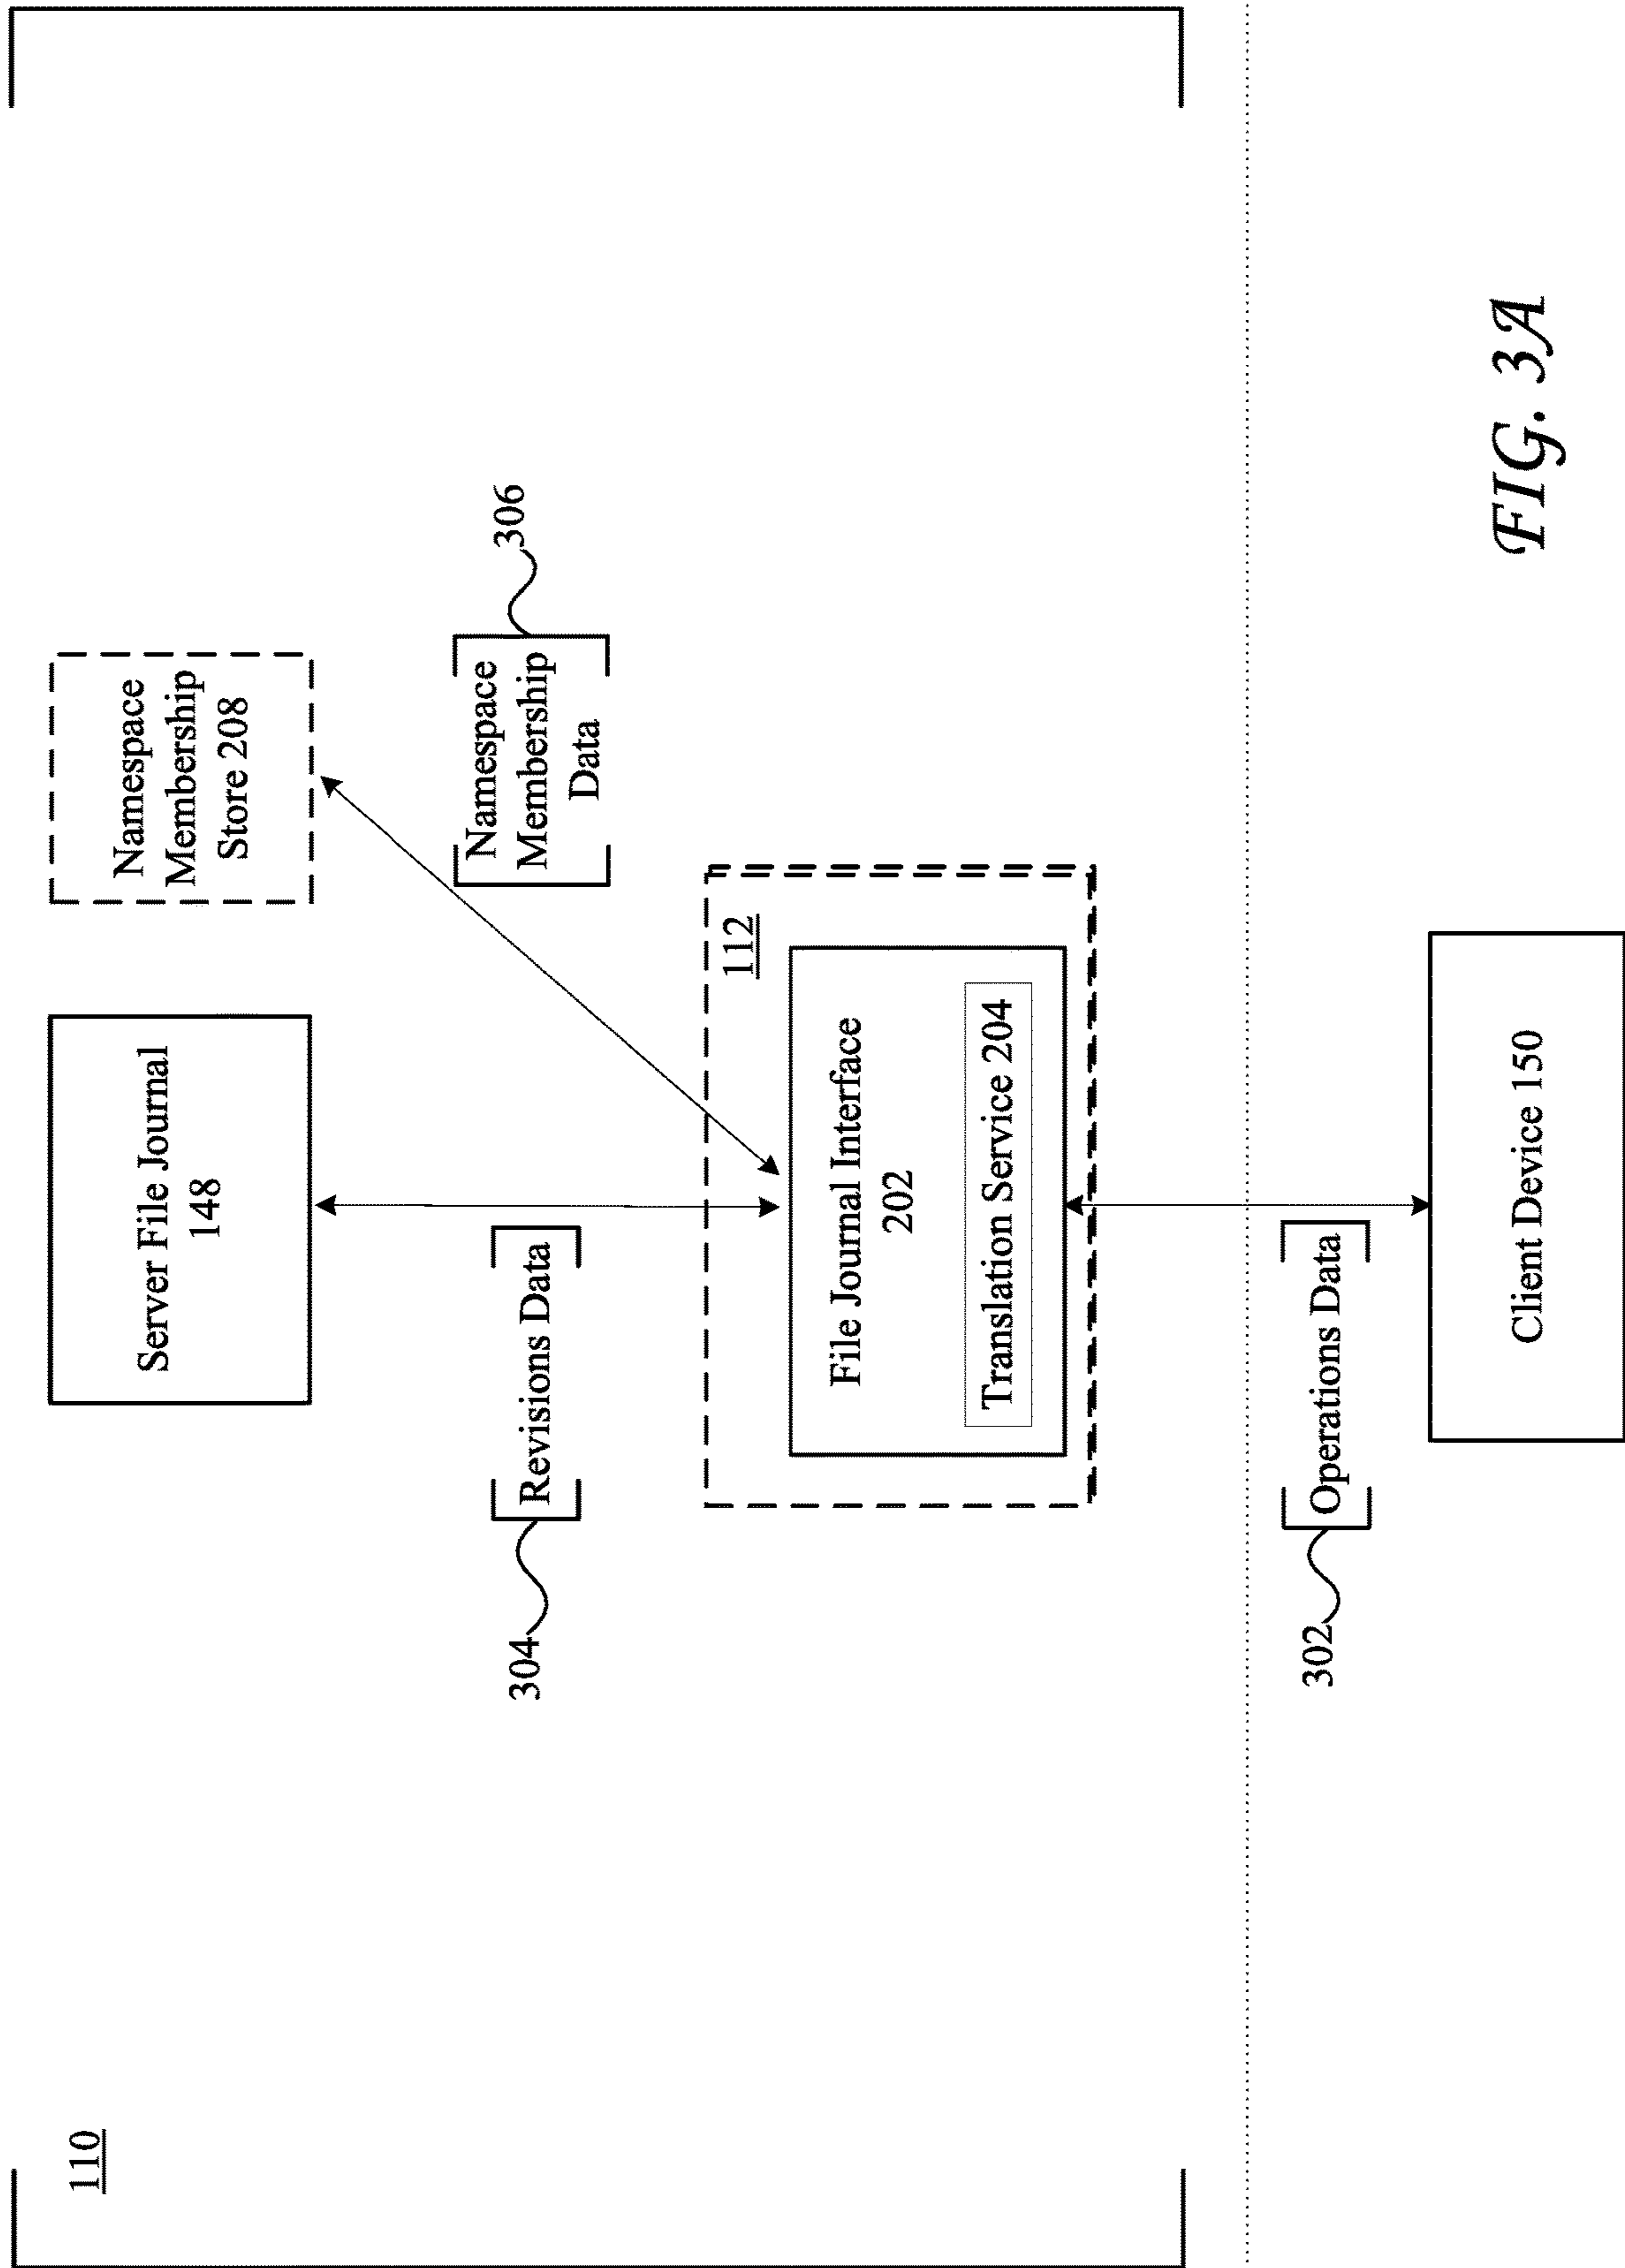 110
Server File Journal
148
Namespace
Membership
Store 208
304
Revisions Data
Namespace
Membership
Data
306
112
File Journal Interface
202
Translation Service 204
302
Operations Data
Client Device 150
FIG. 3A